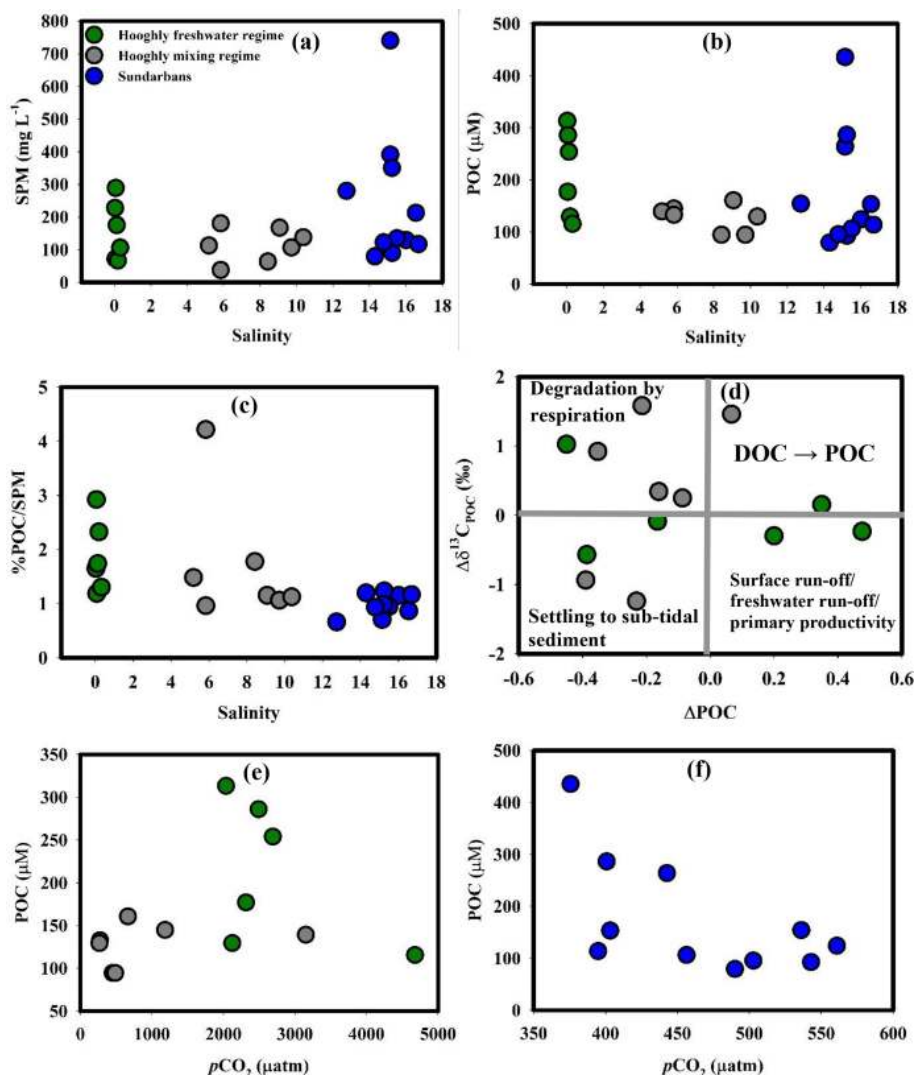 (a)
Hooghly freshwater regime
Hooghly mixing regime
Sundarbans
SPM (mg L⁻¹)
800
700
600
500
400
300
200
100
0
0 2 4 6 8 10 12 14 16 18
Salinity
(b)
POC (μM)
500
400
300
200
100
0
0 2 4 6 8 10 12 14 16 18
Salinity
(c)
%POC/SPM
5
4
3
2
1
0
0 2 4 6 8 10 12 14 16 18
Salinity
(d)
Degradation by
respiration
DOC → POC
Settling to sub-tidal
sediment
Surface run-off/
freshwater run-off/
primary productivity
Δδ¹³C_POC (‰)
2
1
0
-1
-2
-0.6 -0.4 -0.2 0.0 0.2 0.4 0.6
ΔPOC
(e)
POC (μM)
350
300
250
200
150
100
50
0 1000 2000 3000 4000 5000
pCO₂ (μatm)
(f)
POC (μM)
500
400
300
200
100
0
350 400 450 500 550 600
pCO₂ (μatm)